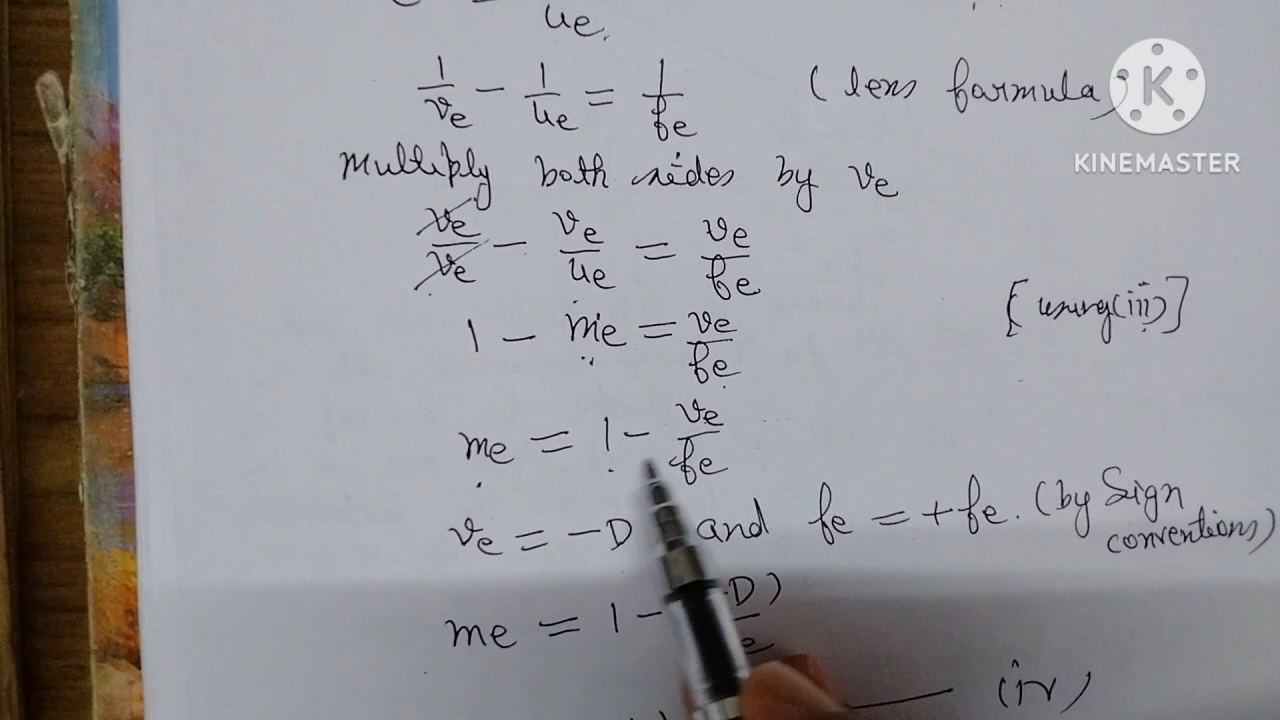 ue.
1/ve - 1/ue = 1/fe (lens formula)
K
KINEMASTER
Multiply both sides by ve
ve/ve - ve/ue = ve/fe
1 - me = ve/fe [using(iii)]
me = 1 - ve/fe
ve = -D and fe = +fe. (by Sign
conventions)
me = 1 - D) e
(iv)